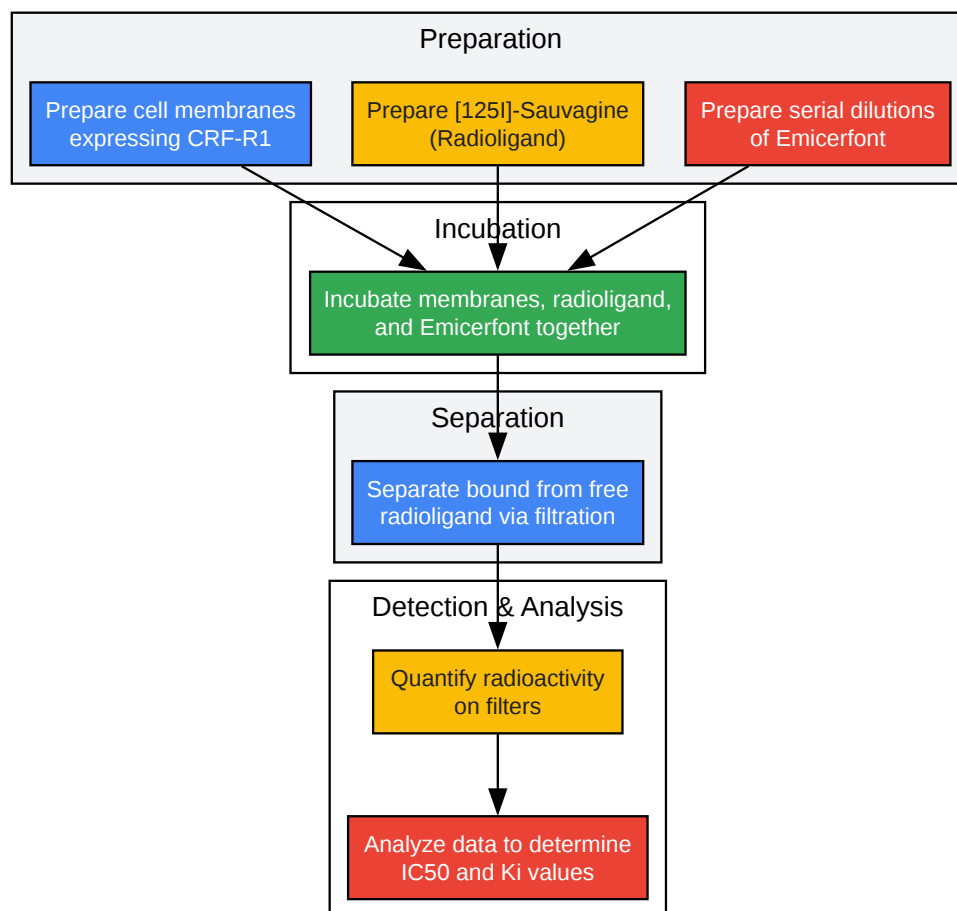 Preparation
Prepare cell membranes
expressing CRF-R1
Prepare [125I]-Sauvagine
(Radioligand)
Prepare serial dilutions
of Emicerfont
Incubation
Incubate membranes, radioligand,
and Emicerfont together
Separation
Separate bound from free
radioligand via filtration
Detection & Analysis
Quantify radioactivity
on filters
Analyze data to determine
IC50 and Ki values